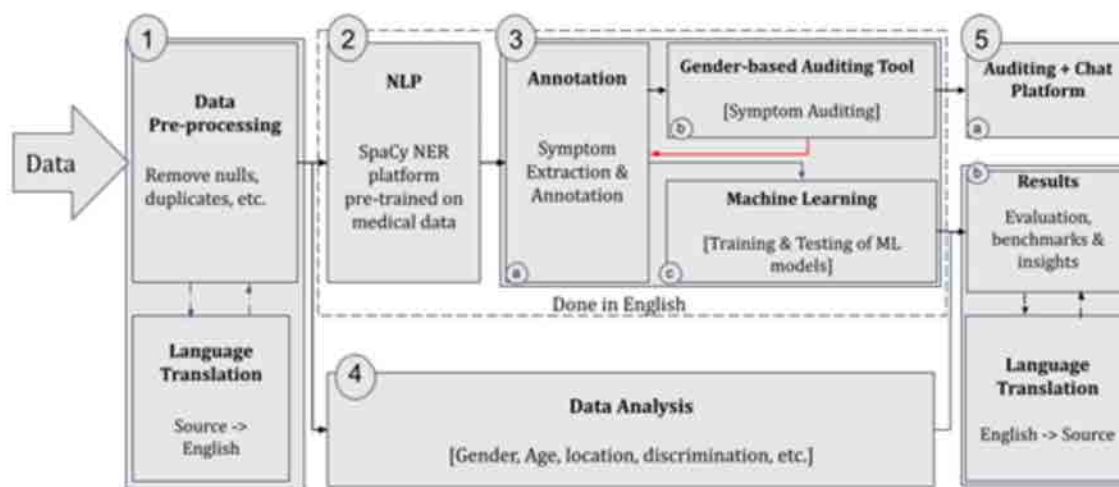 Data
1
Data
Pre-processing
Remove nulls,
duplicates, etc.
Language
Translation
Source ->
English
2
NLP
SpaCy NER
platform
pre-trained on
medical data
3
Annotation
Symptom
Extraction &
Annotation
a
Gender-based Auditing Tool
[Symptom Auditing]
b
Machine Learning
[Training & Testing of ML
models]
c
Done in English
4
Data Analysis
[Gender, Age, location, discrimination, etc.]
5
Auditing + Chat
Platform
a
b
Results
Evaluation,
benchmarks &
insights
Language
Translation
English -> Source